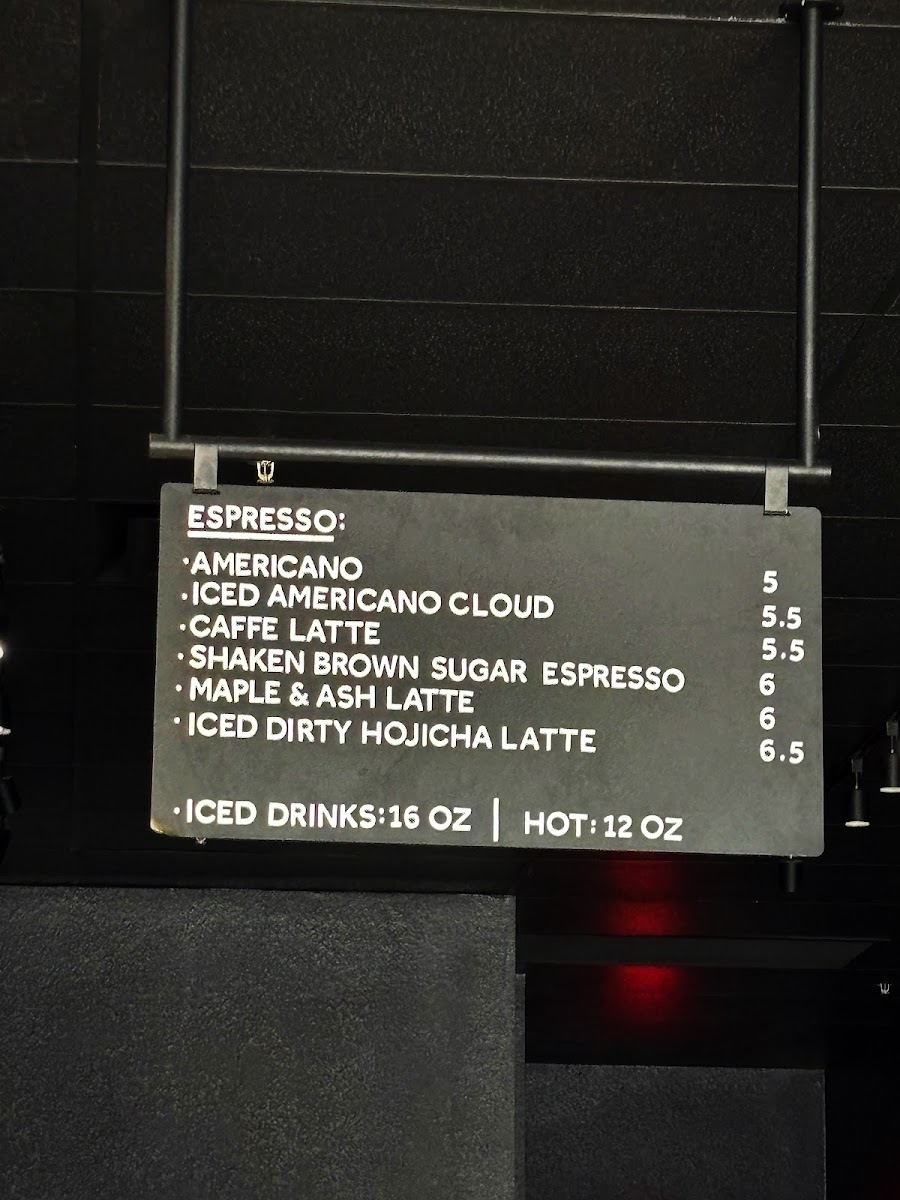 ESPRESSO:
·AMERICANO 5
·ICED AMERICANO CLOUD 5.5
·CAFFE LATTE 5.5
·SHAKEN BROWN SUGAR ESPRESSO 6
·MAPLE & ASH LATTE 6
·ICED DIRTY HOJICHA LATTE 6.5
·ICED DRINKS:16 OZ | HOT: 12 OZ